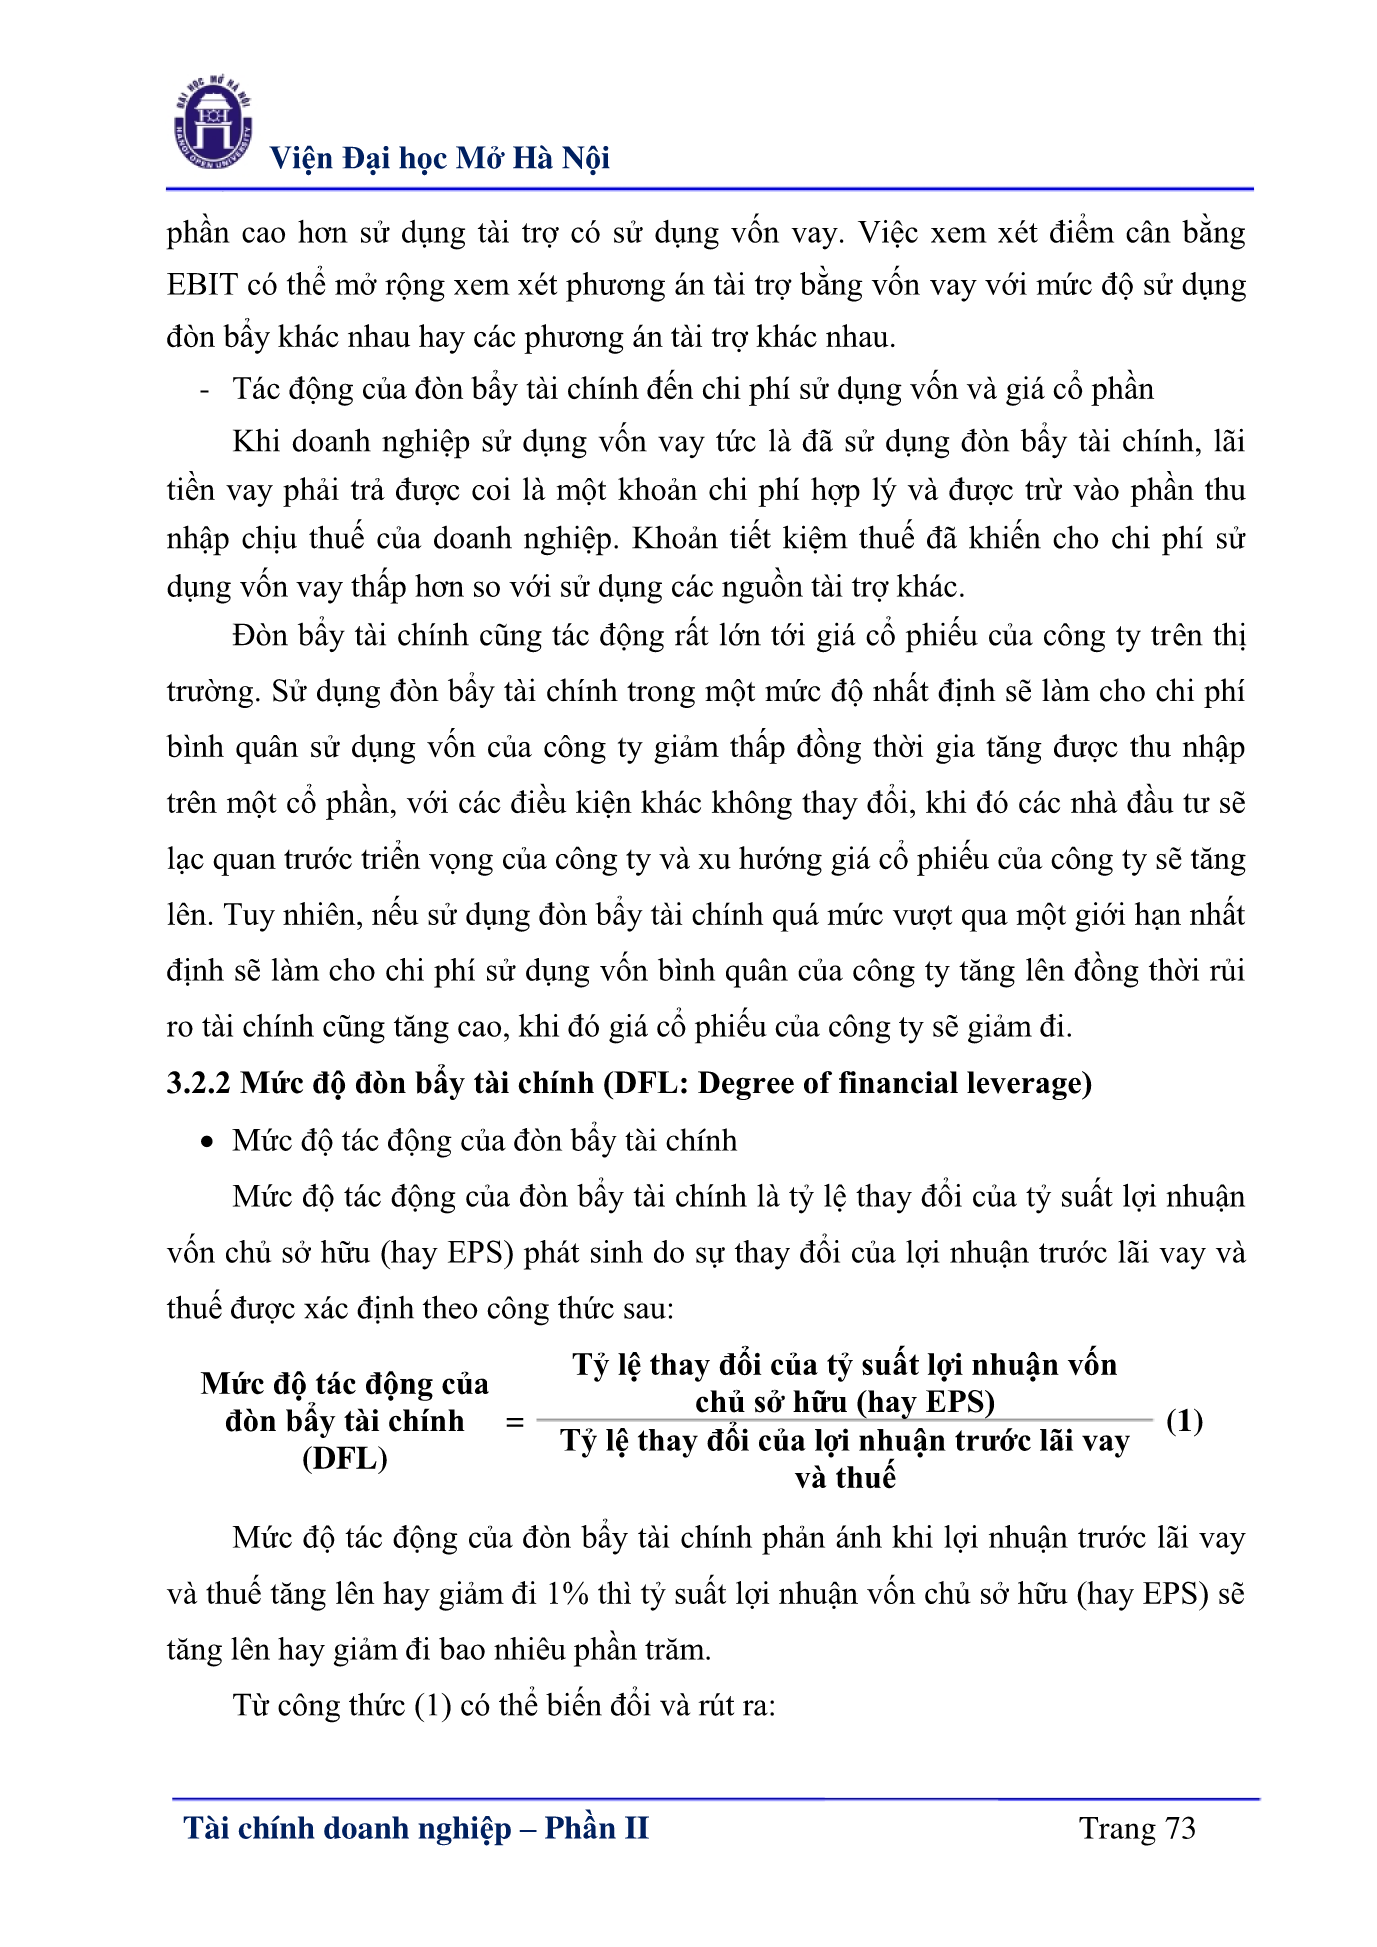 ĐẠI HỌC MỞ HÀ NỘI
HANOI OPEN UNIVERSITY
Viện Đại học Mở Hà Nội
phần cao hơn sử dụng tài trợ có sử dụng vốn vay. Việc xem xét điểm cân bằng
EBIT có thể mở rộng xem xét phương án tài trợ bằng vốn vay với mức độ sử dụng
đòn bẩy khác nhau hay các phương án tài trợ khác nhau.
- Tác động của đòn bẩy tài chính đến chi phí sử dụng vốn và giá cổ phần
Khi doanh nghiệp sử dụng vốn vay tức là đã sử dụng đòn bẩy tài chính, lãi
tiền vay phải trả được coi là một khoản chi phí hợp lý và được trừ vào phần thu
nhập chịu thuế của doanh nghiệp. Khoản tiết kiệm thuế đã khiến cho chi phí sử
dụng vốn vay thấp hơn so với sử dụng các nguồn tài trợ khác.
Đòn bẩy tài chính cũng tác động rất lớn tới giá cổ phiếu của công ty trên thị
trường. Sử dụng đòn bẩy tài chính trong một mức độ nhất định sẽ làm cho chi phí
bình quân sử dụng vốn của công ty giảm thấp đồng thời gia tăng được thu nhập
trên một cổ phần, với các điều kiện khác không thay đổi, khi đó các nhà đầu tư sẽ
lạc quan trước triển vọng của công ty và xu hướng giá cổ phiếu của công ty sẽ tăng
lên. Tuy nhiên, nếu sử dụng đòn bẩy tài chính quá mức vượt qua một giới hạn nhất
định sẽ làm cho chi phí sử dụng vốn bình quân của công ty tăng lên đồng thời rủi
ro tài chính cũng tăng cao, khi đó giá cổ phiếu của công ty sẽ giảm đi.
3.2.2 Mức độ đòn bẩy tài chính (DFL: Degree of financial leverage)
• Mức độ tác động của đòn bẩy tài chính
Mức độ tác động của đòn bẩy tài chính là tỷ lệ thay đổi của tỷ suất lợi nhuận
vốn chủ sở hữu (hay EPS) phát sinh do sự thay đổi của lợi nhuận trước lãi vay và
thuế được xác định theo công thức sau:
Mức độ tác động của
đòn bẩy tài chính
(DFL)
=
Tỷ lệ thay đổi của tỷ suất lợi nhuận vốn
chủ sở hữu (hay EPS)
Tỷ lệ thay đổi của lợi nhuận trước lãi vay
và thuế
(1)
Mức độ tác động của đòn bẩy tài chính phản ánh khi lợi nhuận trước lãi vay
và thuế tăng lên hay giảm đi 1% thì tỷ suất lợi nhuận vốn chủ sở hữu (hay EPS) sẽ
tăng lên hay giảm đi bao nhiêu phần trăm.
Từ công thức (1) có thể biến đổi và rút ra:
Tài chính doanh nghiệp – Phần II
Trang 73